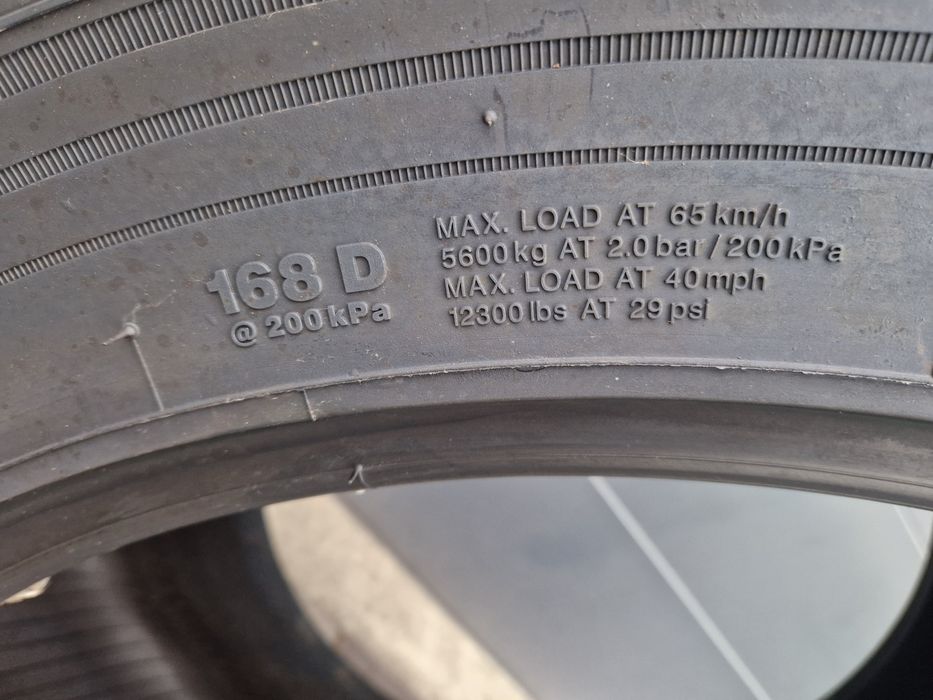 168 D
@ 200 kPa
MAX. LOAD AT 65 km/h
5600 kg AT 2.0 bar / 200 kPa
MAX. LOAD AT 40 mph
12300 lbs AT 29 psi